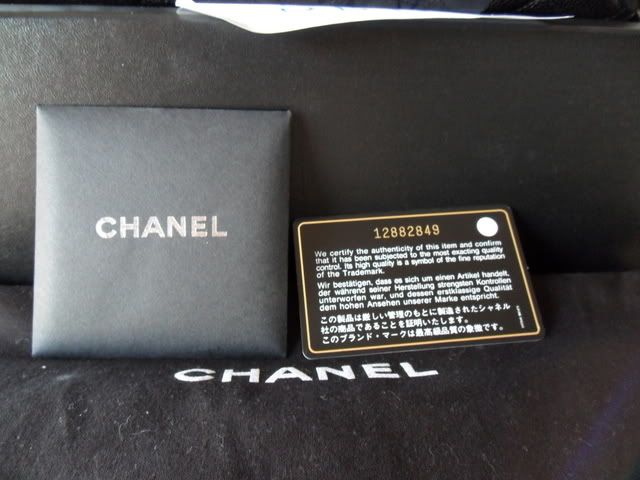 CHANEL
12882849
We certify the authenticity of this item and confirm
that it has been subjected to the most exacting quality
control. Its high quality is a symbol of the fine reputation
of the Trademark.
Wir bestätigen, dass es sich um einen Artikel handelt,
der während seiner Herstellung strengsten Kontrollen
unterworfen war, und dessen erstklassige Qualität
dem hohen Ansehen unserer Marke entspricht.
この製品は厳しい管理のもとに製造されたシャネル
社の商品であることを証明いたします。
このブランド・マークは最高級品質の象徴です。
CHANEL